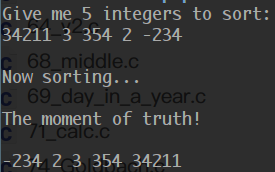 Give me 5 integers to sort:
34211 3 354 2 -234
64_v2.c
68_middle.c
Now sorting...
69_day_in_a_year.c
The moment of truth!
71_calc.c
-234 2 3 354 34211